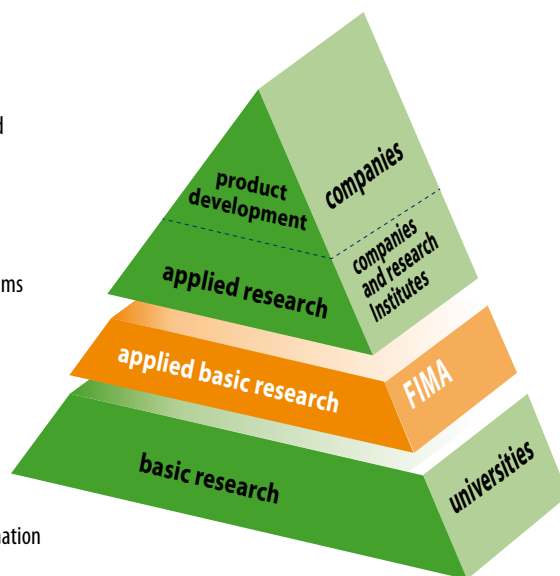 product
development
companies
applied research
companies
and research
Institutes
applied basic research
FIMA
basic research
universities